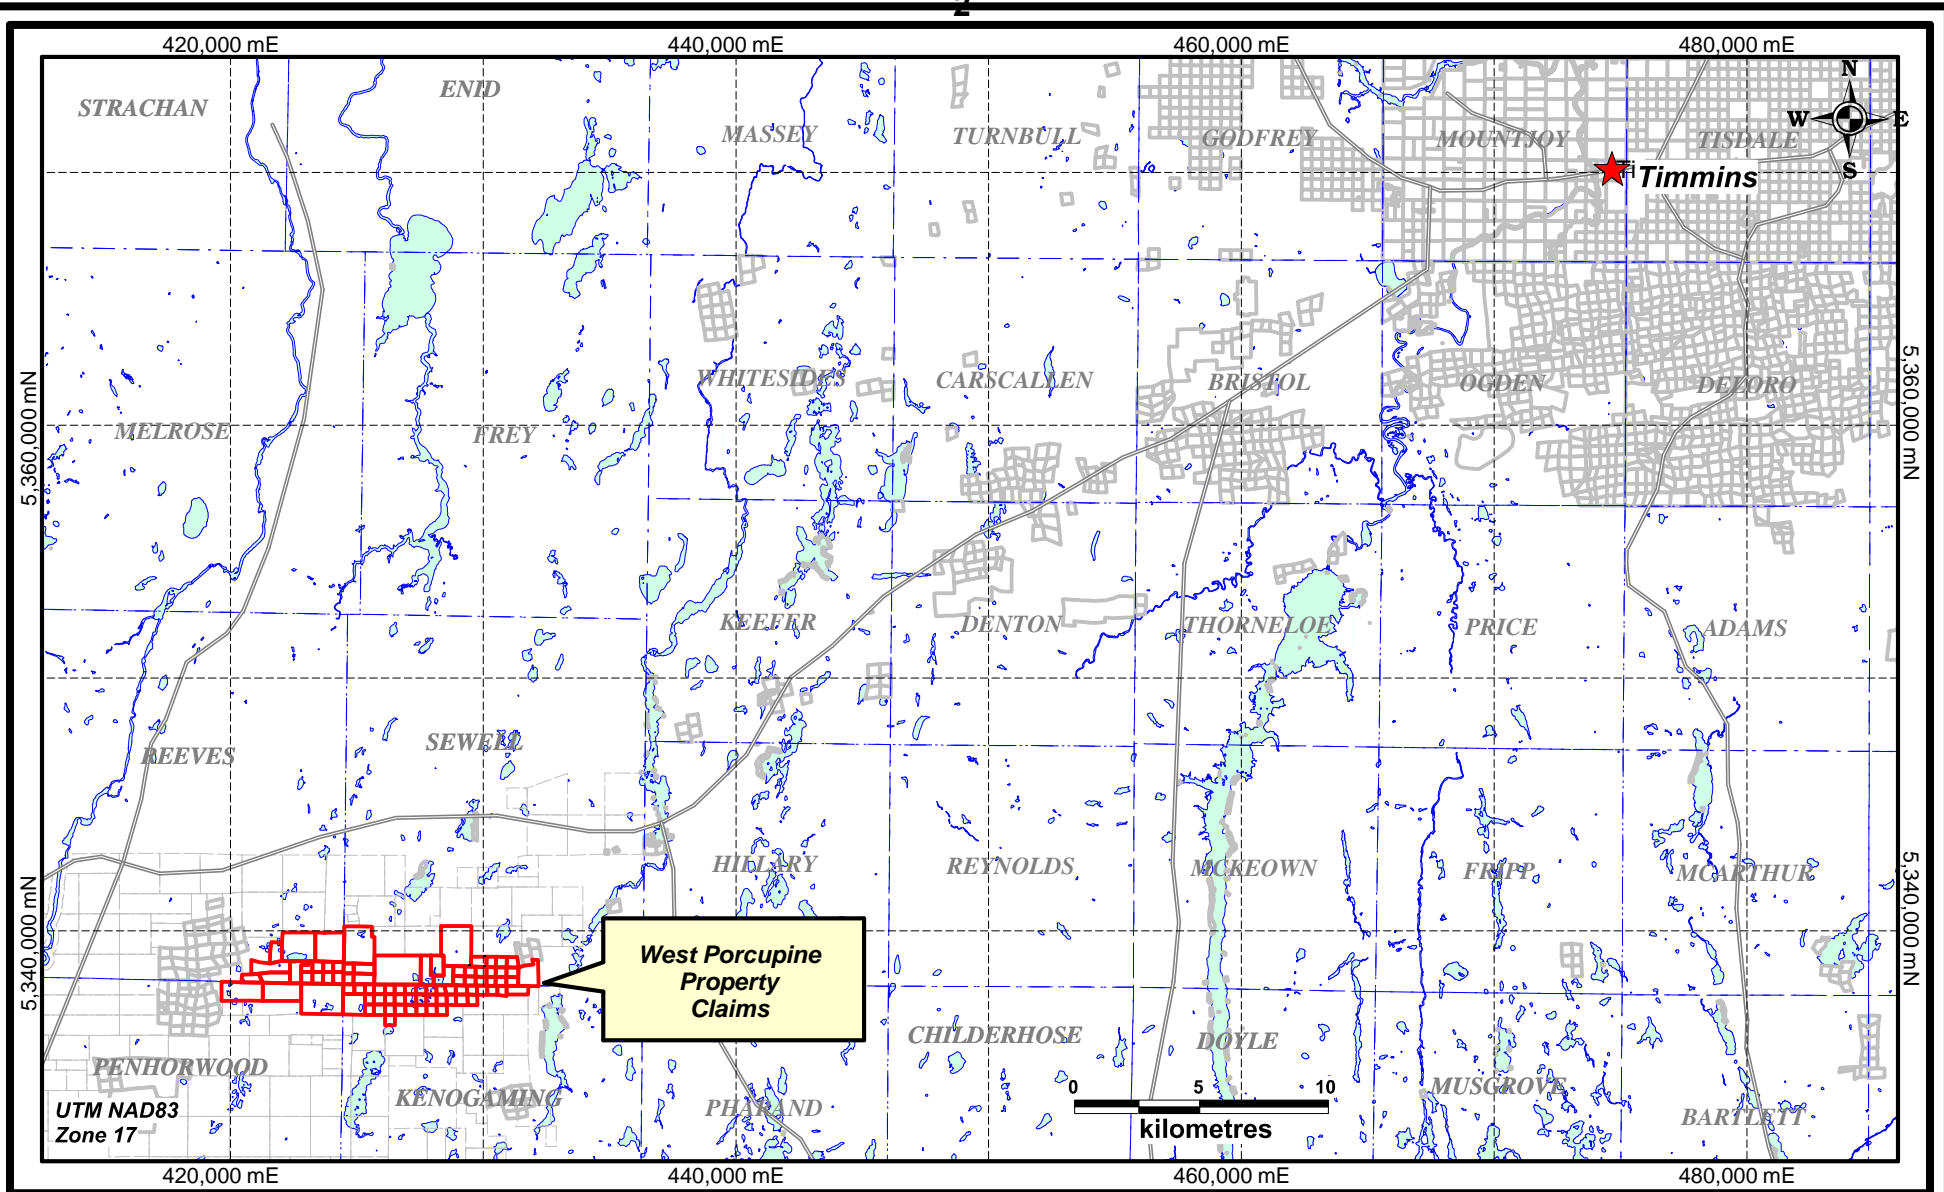 2
420,000 mE 440,000 mE 460,000 mE 480,000 mE
N
W E
S
STRACHAN ENID MASSEY TURNBULL GODFREY MOUNTJOY TISDALE
Timmins
5,360,000 mN 5,360,000 mN
MELROSE FREY WHITESIDES CARSCALLEN BRISTOL OGDEN DELORO
KEEFER DENTON THORNELOE PRICE ADAMS
REEVES SEWELL HILLARY REYNOLDS MCKEOWN FRIPP MCARTHUR
5,340,000 mN 5,340,000 mN
West Porcupine
Property
Claims
PENHORWOOD KENOGAMING PHARAND CHILDERHOSE DOYLE MUSGROVE BARTLETT
0 5 10
kilometres
UTM NAD83
Zone 17
420,000 mE 440,000 mE 460,000 mE 480,000 mE